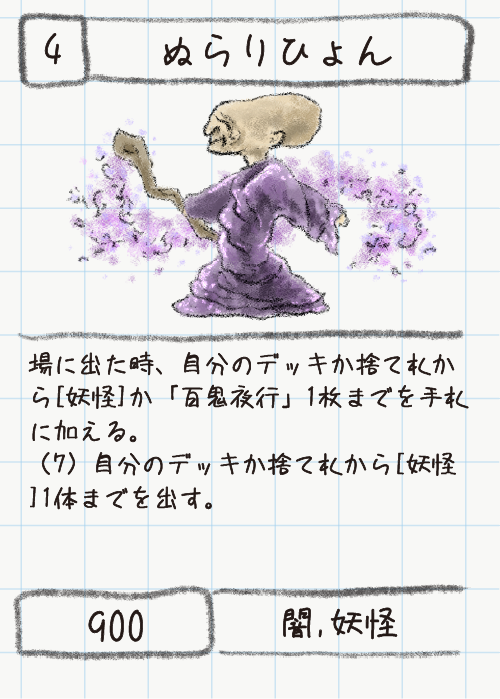 4
ぬらりひょん
場に出た時、自分のデッキか捨て札か
ら[妖怪]か「百鬼夜行」1枚までを手札
に加える。
（7）自分のデッキか捨て札から[妖怪
]1体までを出す。
900
闇,妖怪